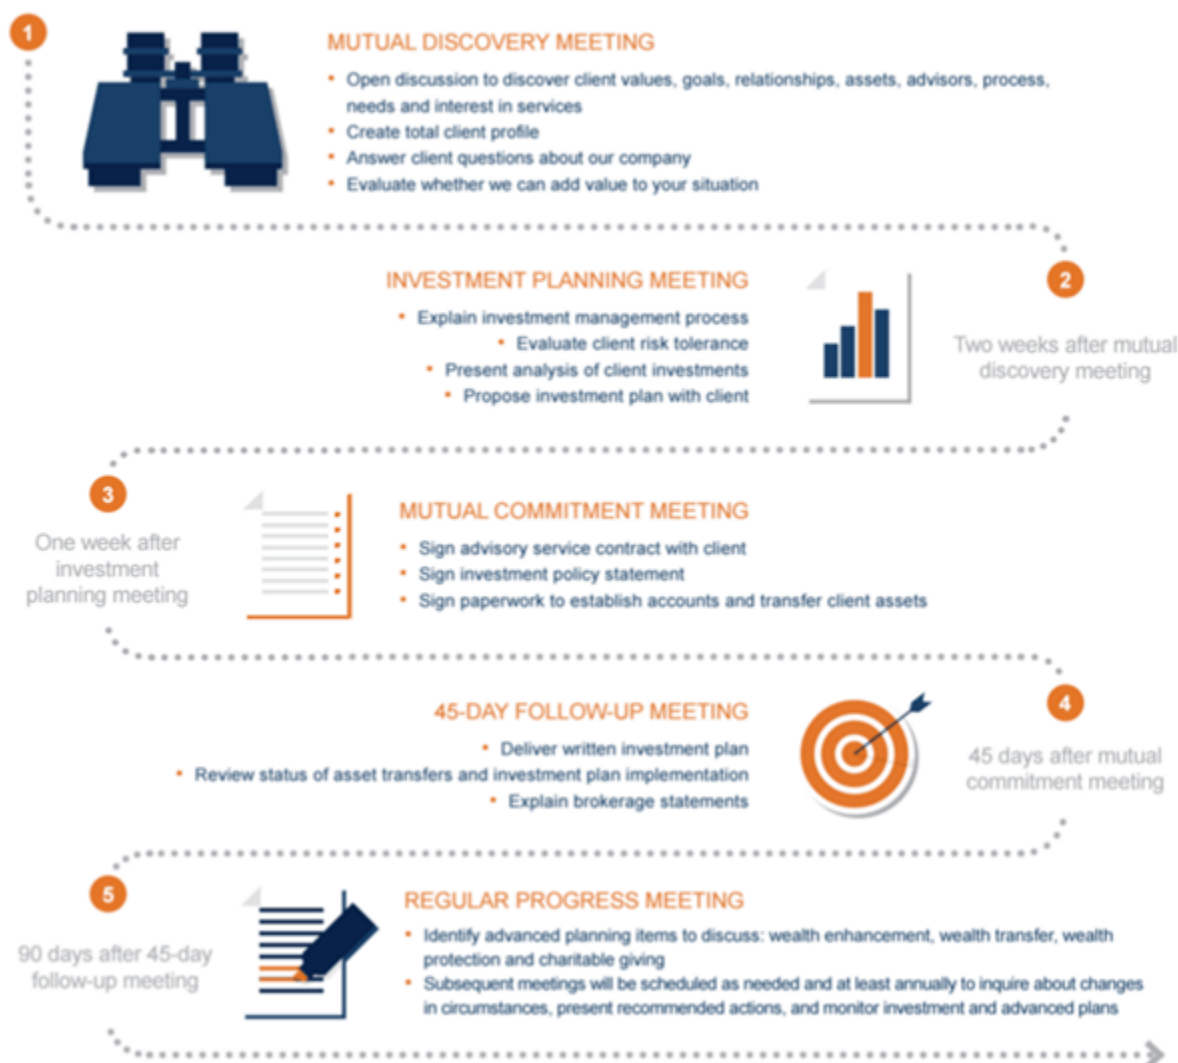 1
MUTUAL DISCOVERY MEETING
• Open discussion to discover client values, goals, relationships, assets, advisors, process,
needs and interest in services
• Create total client profile
• Answer client questions about our company
• Evaluate whether we can add value to your situation
2
Two weeks after mutual
discovery meeting
INVESTMENT PLANNING MEETING
• Explain investment management process
• Evaluate client risk tolerance
• Present analysis of client investments
• Propose investment plan with client
3
One week after
investment
planning meeting
MUTUAL COMMITMENT MEETING
• Sign advisory service contract with client
• Sign investment policy statement
• Sign paperwork to establish accounts and transfer client assets
4
45 days after mutual
commitment meeting
45-DAY FOLLOW-UP MEETING
• Deliver written investment plan
• Review status of asset transfers and investment plan implementation
• Explain brokerage statements
5
90 days after 45-day
follow-up meeting
REGULAR PROGRESS MEETING
• Identify advanced planning items to discuss: wealth enhancement, wealth transfer, wealth
protection and charitable giving
• Subsequent meetings will be scheduled as needed and at least annually to inquire about changes
in circumstances, present recommended actions, and monitor investment and advanced plans